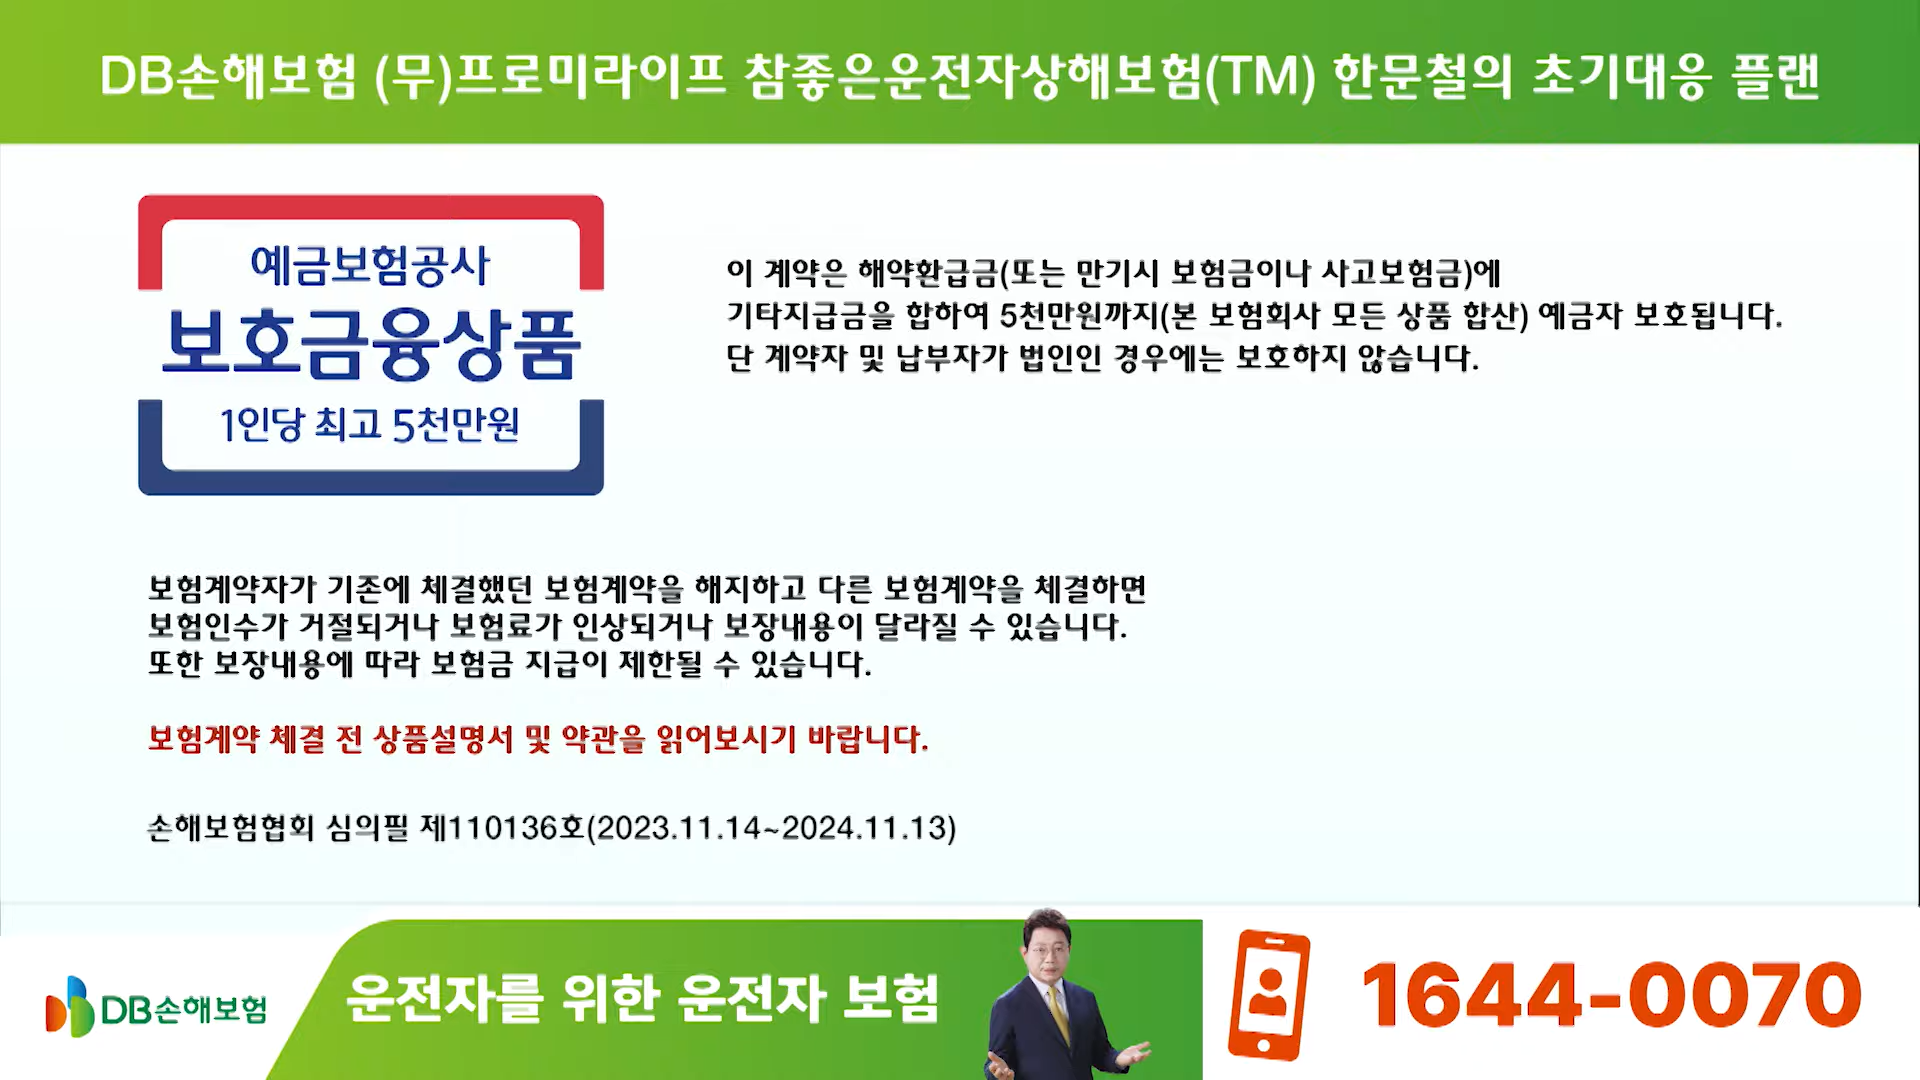 DB손해보험 (무)프로미라이프 참좋은운전자상해보험(TM) 한문철의 초기대응 플랜
예금보험공사
보호금융상품
1인당 최고 5천만원
이 계약은 해약환급금(또는 만기시 보험금이나 사고보험금)에
기타지급금을 합하여 5천만원까지(본 보험회사 모든 상품 합산) 예금자 보호됩니다.
단 계약자 및 납부자가 법인인 경우에는 보호하지 않습니다.
보험계약자가 기존에 체결했던 보험계약을 해지하고 다른 보험계약을 체결하면
보험인수가 거절되거나 보험료가 인상되거나 보장내용이 달라질 수 있습니다.
또한 보장내용에 따라 보험금 지급이 제한될 수 있습니다.
보험계약 체결 전 상품설명서 및 약관을 읽어보시기 바랍니다.
손해보험협회 심의필 제110136호(2023.11.14~2024.11.13)
DB손해보험
운전자를 위한 운전자 보험
1644-0070